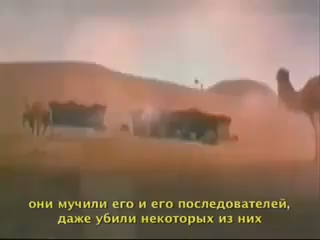 они мучили его и его последователей,
даже убили некоторых из них